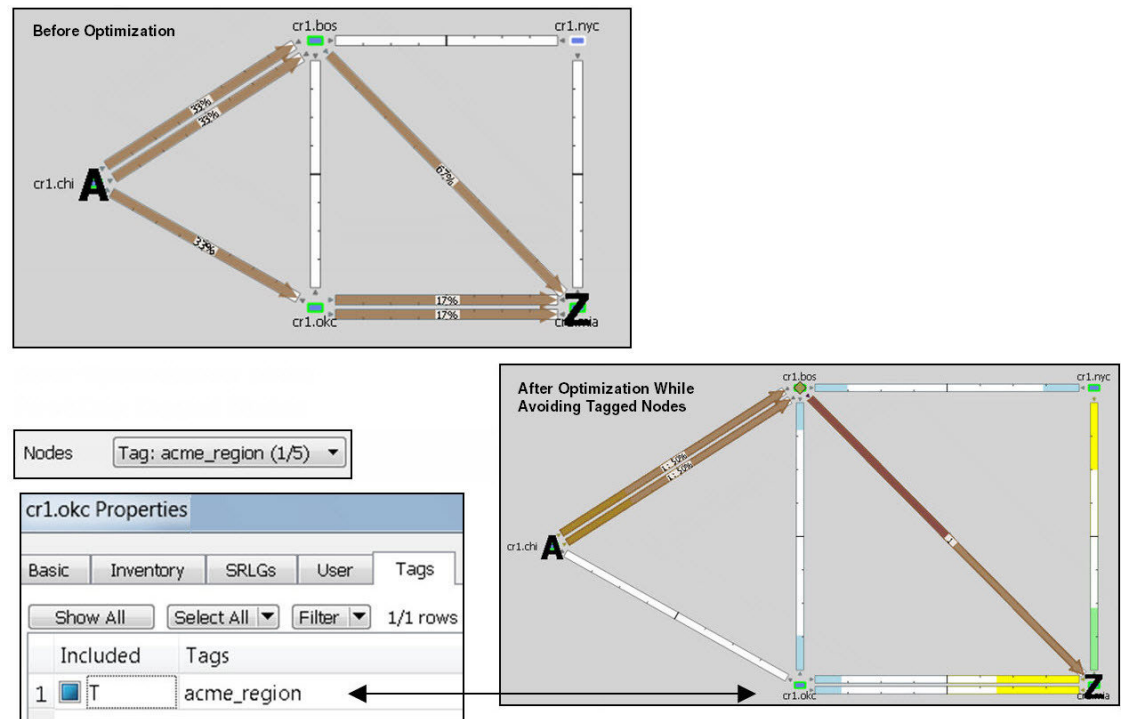 Before Optimization
cr1.bos
cr1.nyc
33%
33%
67%
cr1.chi
A
33%
17%
17%
Z
cr1.okc
After Optimization While
Avoiding Tagged Nodes
cr1.bos
cr1.nyc
cr1.chi
A
Z
cr1.okc
Nodes
Tag: acme_region (1/5)
cr1.okc Properties
Basic
Inventory
SRLGs
User
Tags
Show All
Select All
Filter
1/1 rows
Included
Tags
1
T
acme_region